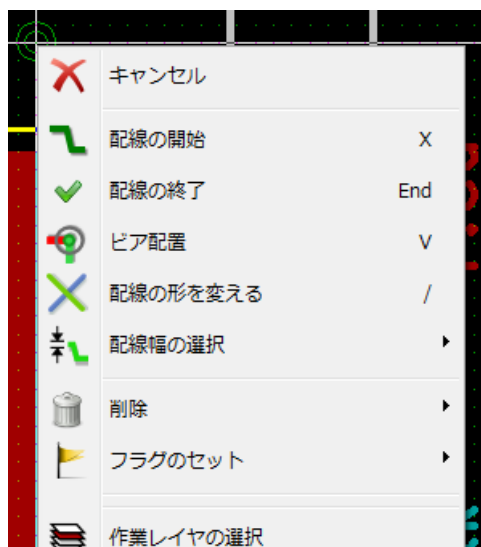 キャンセル
配線の開始 X
配線の終了 End
ビア配置 V
配線の形を変える /
配線幅の選択
削除
フラグのセット
作業レイヤの選択